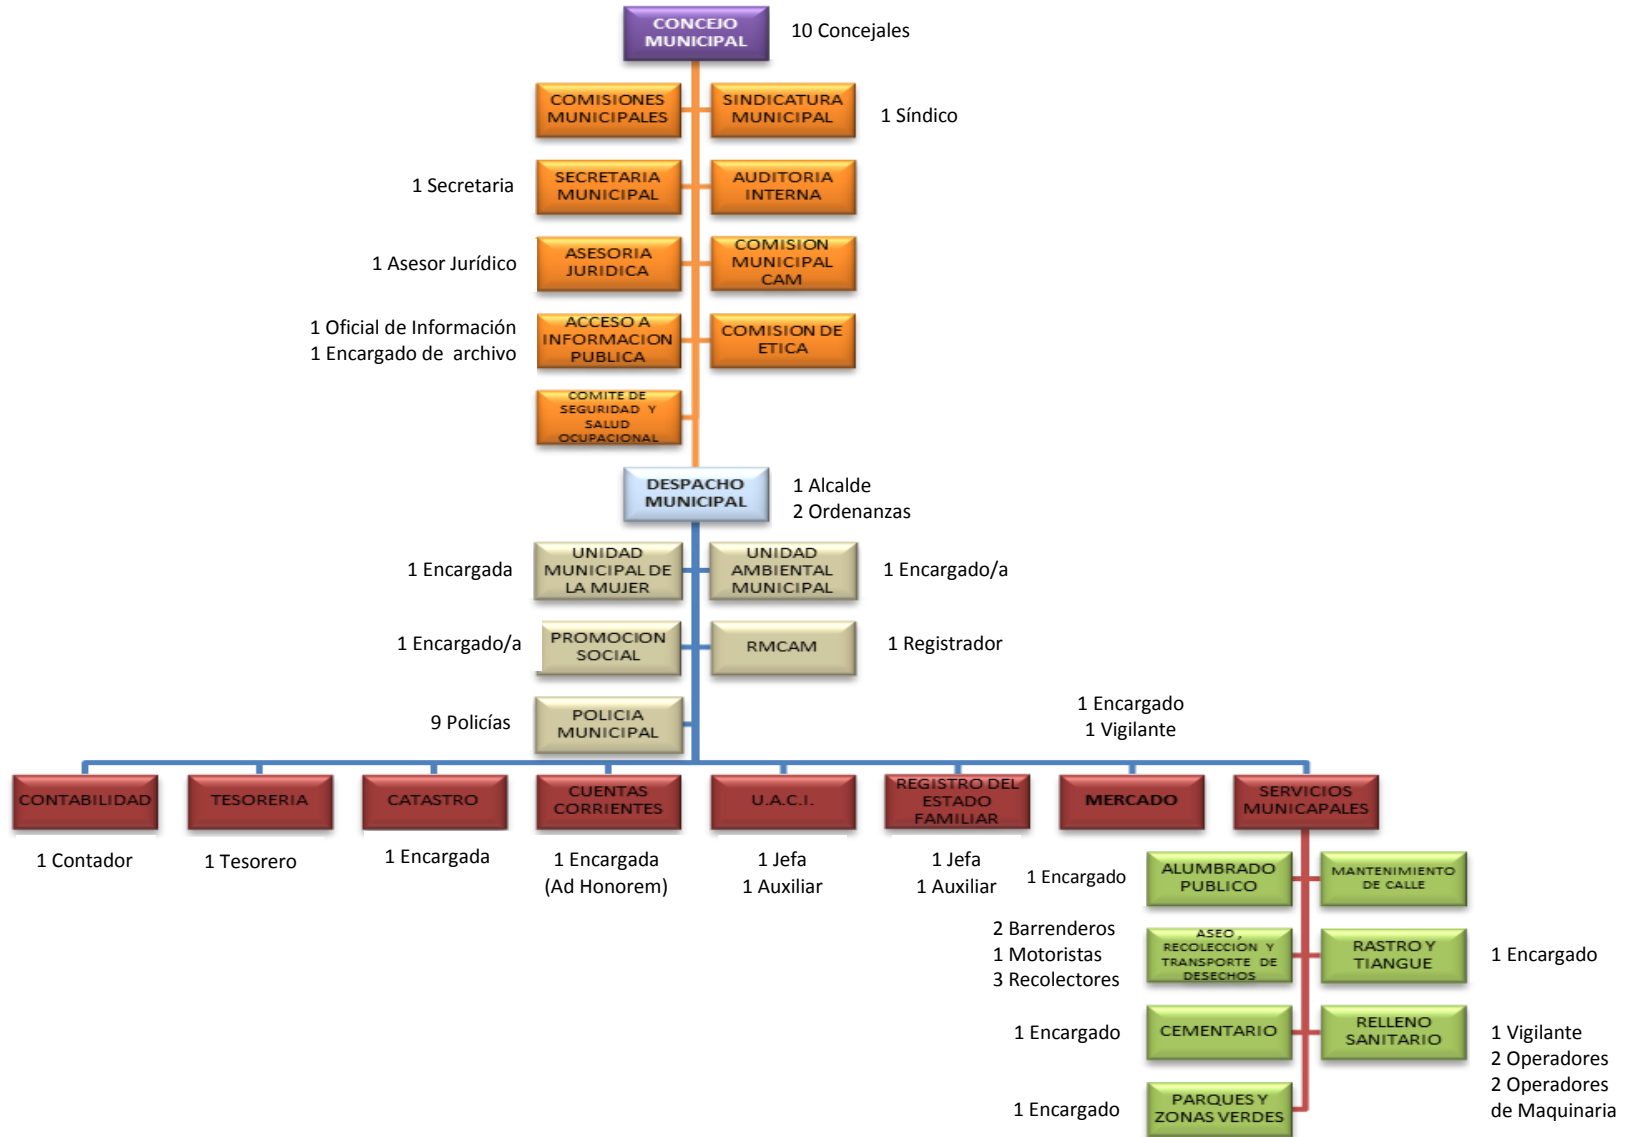 CONCEJO
MUNICIPAL
10 Concejales
COMISIONES
MUNICIPALES
SINDICATURA
MUNICIPAL
1 Síndico
1 Secretaria
SECRETARIA
MUNICIPAL
AUDITORIA
INTERNA
1 Asesor Jurídico
ASESORIA
JURIDICA
COMISION
MUNICIPAL
CAM
1 Oficial de Información
1 Encargado de archivo
ACCESO A
INFORMACION
PUBLICA
COMISION DE
ETICA
COMITE DE
SEGURIDAD Y
SALUD
OCUPACIONAL
DESPACHO
MUNICIPAL
1 Alcalde
2 Ordenanzas
1 Encargada
UNIDAD
MUNICIPAL DE
LA MUJER
UNIDAD
AMBIENTAL
MUNICIPAL
1 Encargado/a
1 Encargado/a
PROMOCION
SOCIAL
RMCAM
1 Registrador
9 Policías
POLICIA
MUNICIPAL
1 Encargado
1 Vigilante
CONTABILIDAD
TESORERIA
CATASTRO
CUENTAS
CORRIENTES
U.A.C.I.
REGISTRO DEL
ESTADO
FAMILIAR
MERCADO
SERVICIOS
MUNICAPALES
1 Contador
1 Tesorero
1 Encargada
1 Encargada
(Ad Honorem)
1 Jefa
1 Auxiliar
1 Jefa
1 Auxiliar
1 Encargado
ALUMBRADO
PUBLICO
MANTENIMIENTO
DE CALLE
2 Barrenderos
1 Motoristas
3 Recolectores
ASEO ,
RECOLECCION Y
TRANSPORTE DE
DESECHOS
RASTRO Y
TIANGUE
1 Encargado
1 Encargado
CEMENTARIO
RELLENO
SANITARIO
1 Vigilante
2 Operadores
2 Operadores
de Maquinaria
1 Encargado
PARQUES Y
ZONAS VERDES